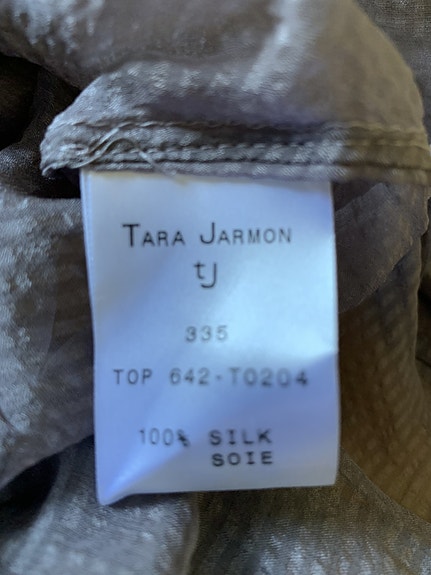 TARA JARMON
tJ
335
TOP 642-T0204
100% SILK
SOIE